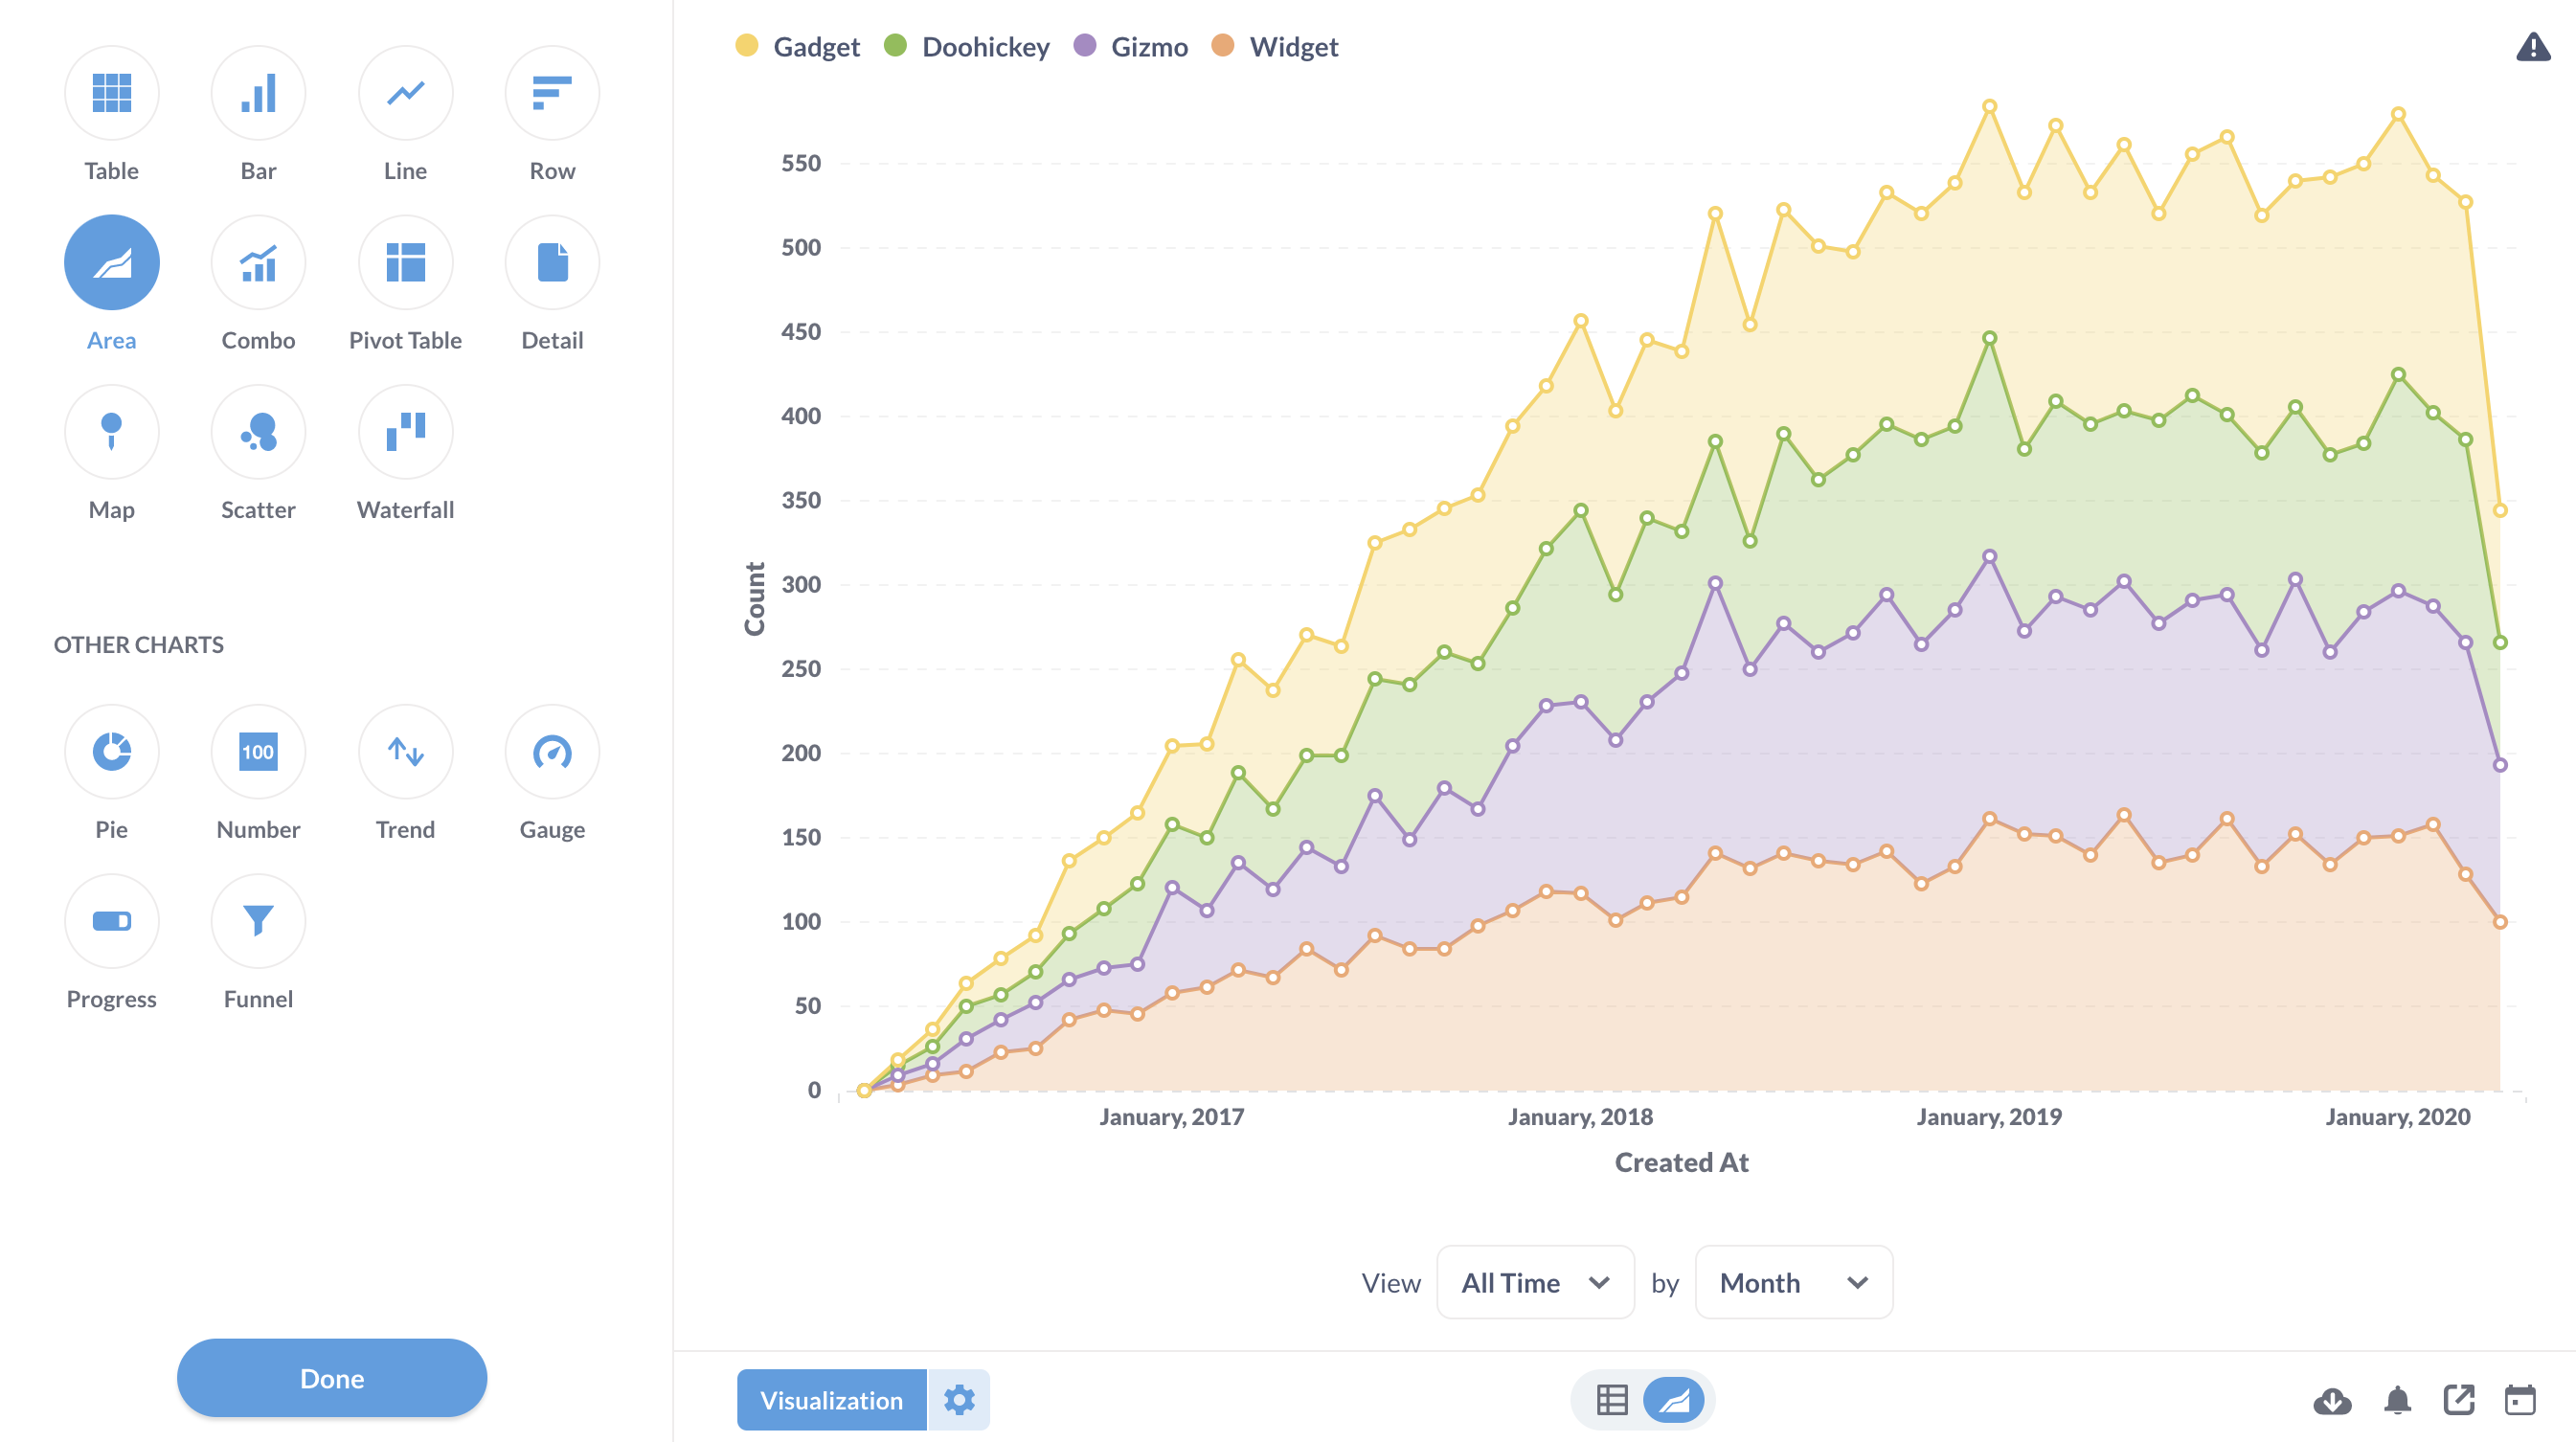 Table Bar Line Row
Area Combo Pivot Table Detail
Map Scatter Waterfall
OTHER CHARTS
100
Pie Number Trend Gauge
Progress Funnel
Done
Gadget Doohickey Gizmo Widget
550
500
450
400
350
300
250
200
150
100
50
0
Count
January, 2017 January, 2018 January, 2019 January, 2020
Created At
View All Time by Month
Visualization